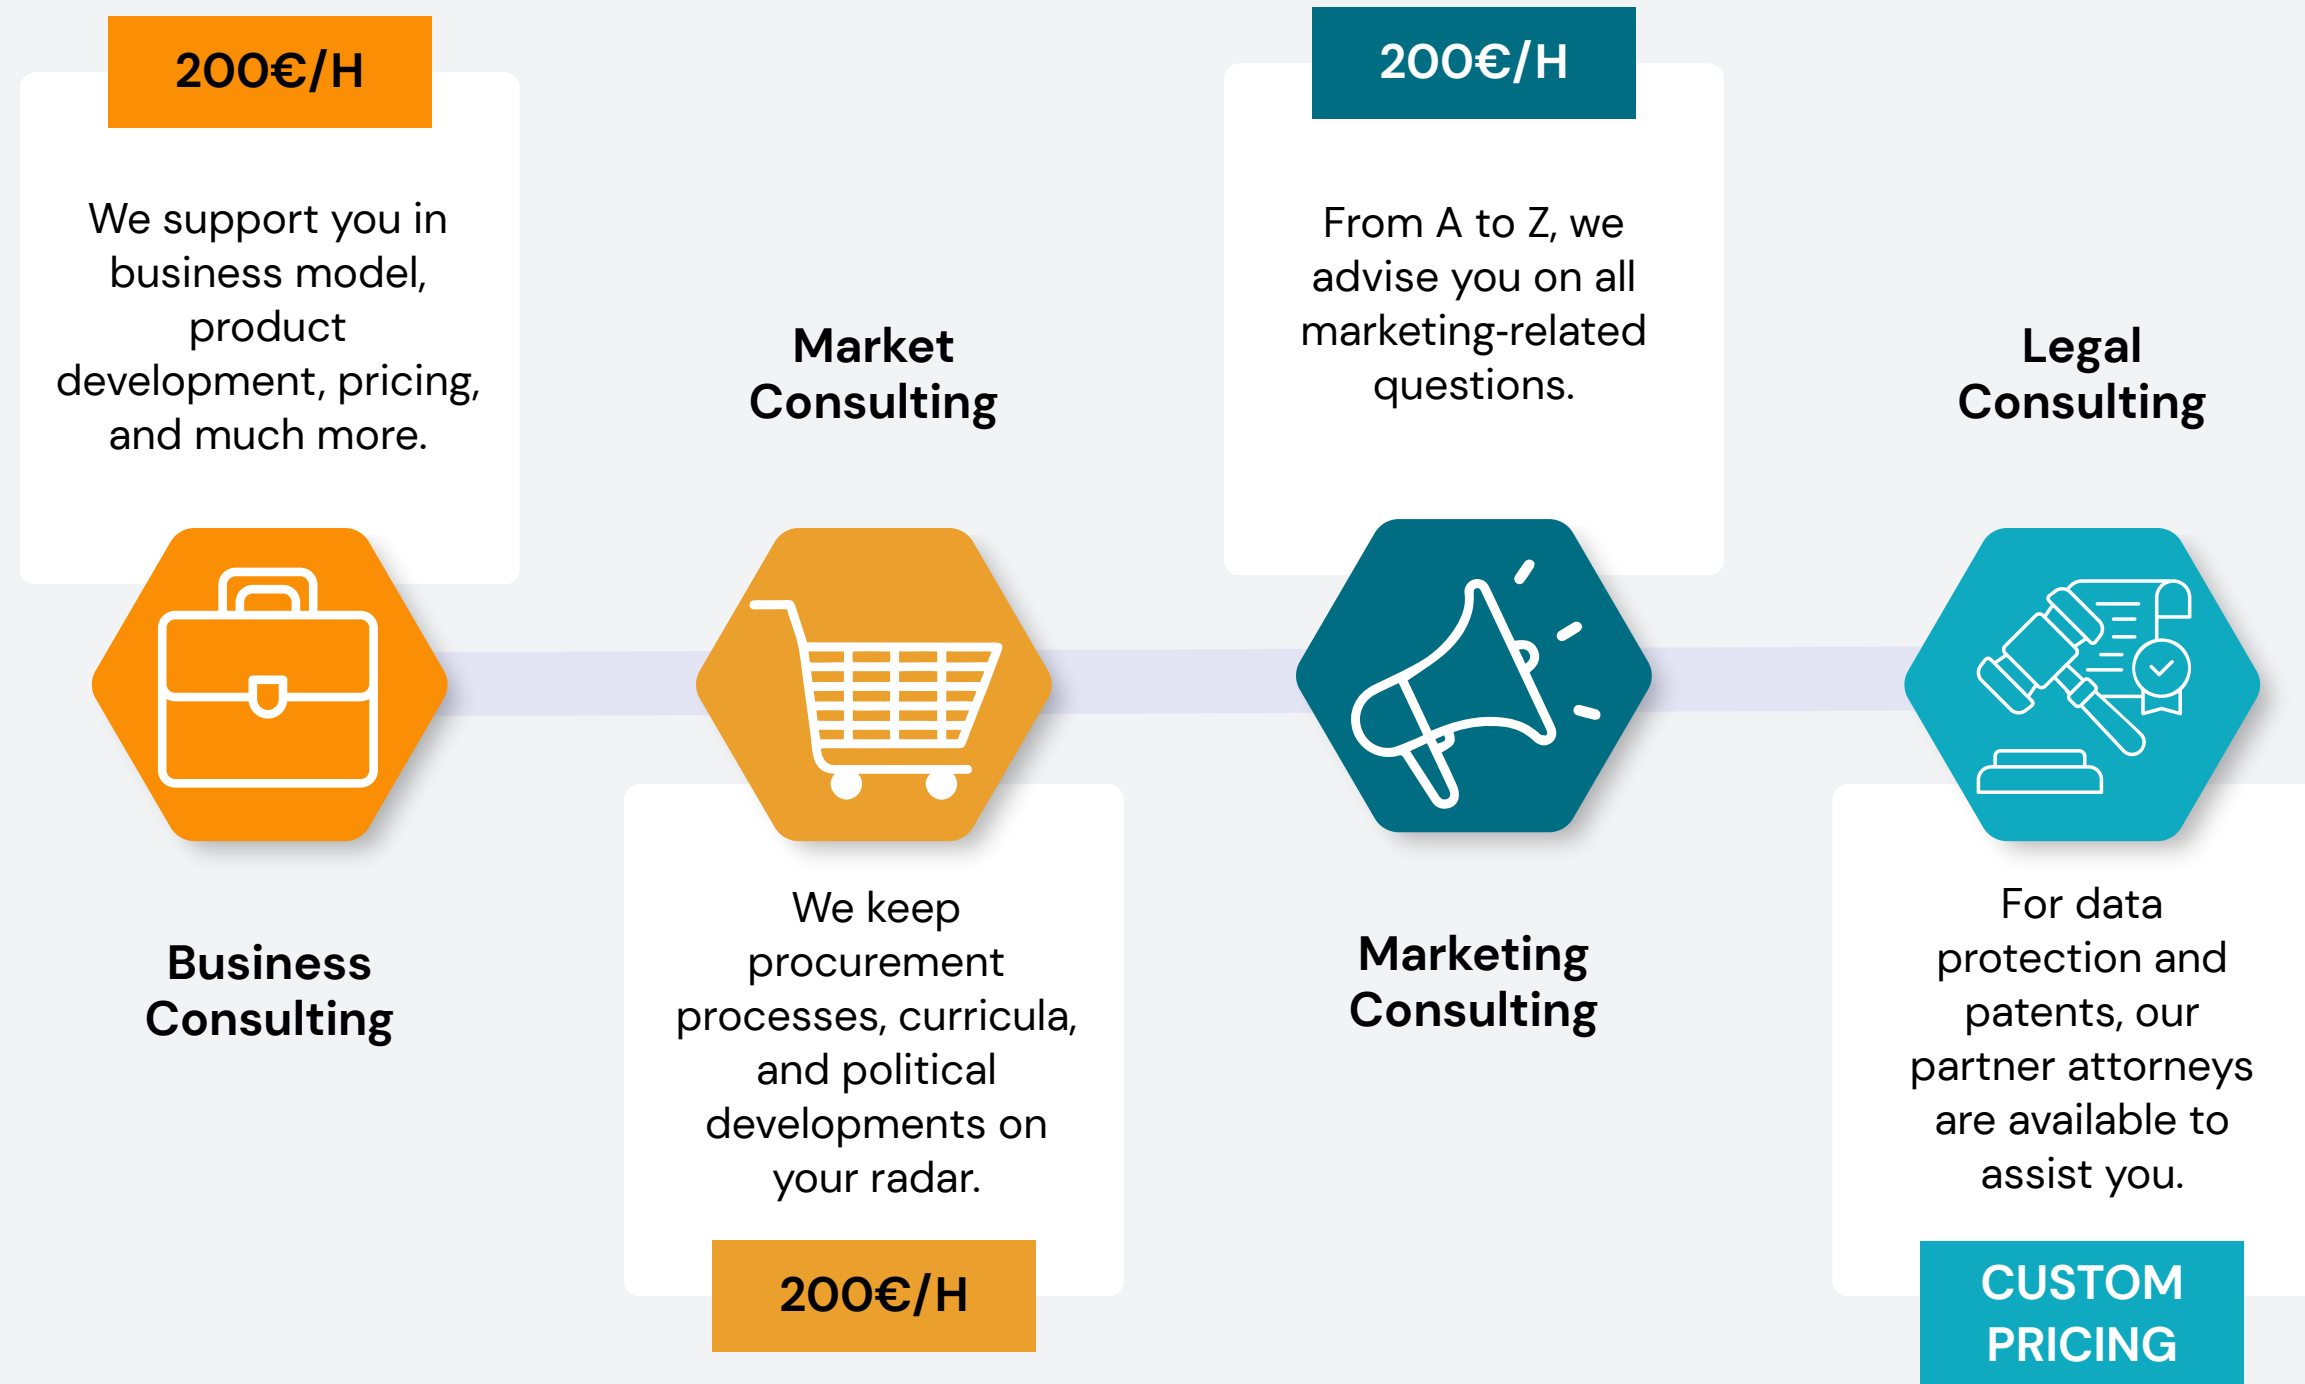 200€/H
We support you in
business model,
product
development, pricing,
and much more.
Business
Consulting
Market
Consulting
We keep
procurement
processes, curricula,
and political
developments on
your radar.
200€/H
200€/H
From A to Z, we
advise you on all
marketing-related
questions.
Marketing
Consulting
Legal
Consulting
For data
protection and
patents, our
partner attorneys
are available to
assist you.
CUSTOM
PRICING